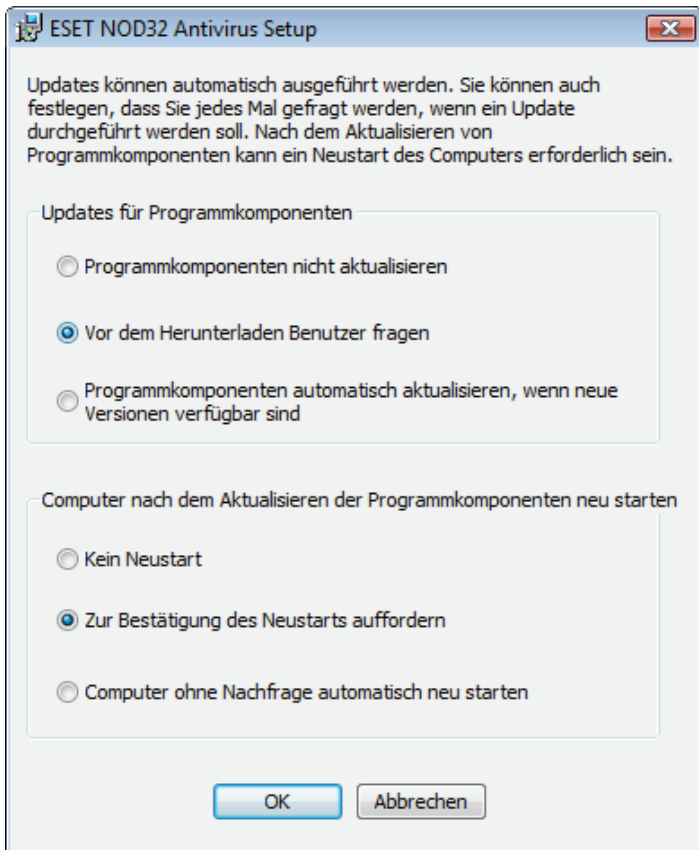 ESET NOD32 Antivirus Setup
Updates können automatisch ausgeführt werden. Sie können auch
festlegen, dass Sie jedes Mal gefragt werden, wenn ein Update
durchgeführt werden soll. Nach dem Aktualisieren von
Programmkomponenten kann ein Neustart des Computers erforderlich sein.
Updates für Programmkomponenten
Programmkomponenten nicht aktualisieren
Vor dem Herunterladen Benutzer fragen
Programmkomponenten automatisch aktualisieren, wenn neue
Versionen verfügbar sind
Computer nach dem Aktualisieren der Programmkomponenten neu starten
Kein Neustart
Zur Bestätigung des Neustarts auffordern
Computer ohne Nachfrage automatisch neu starten
OK
Abbrechen